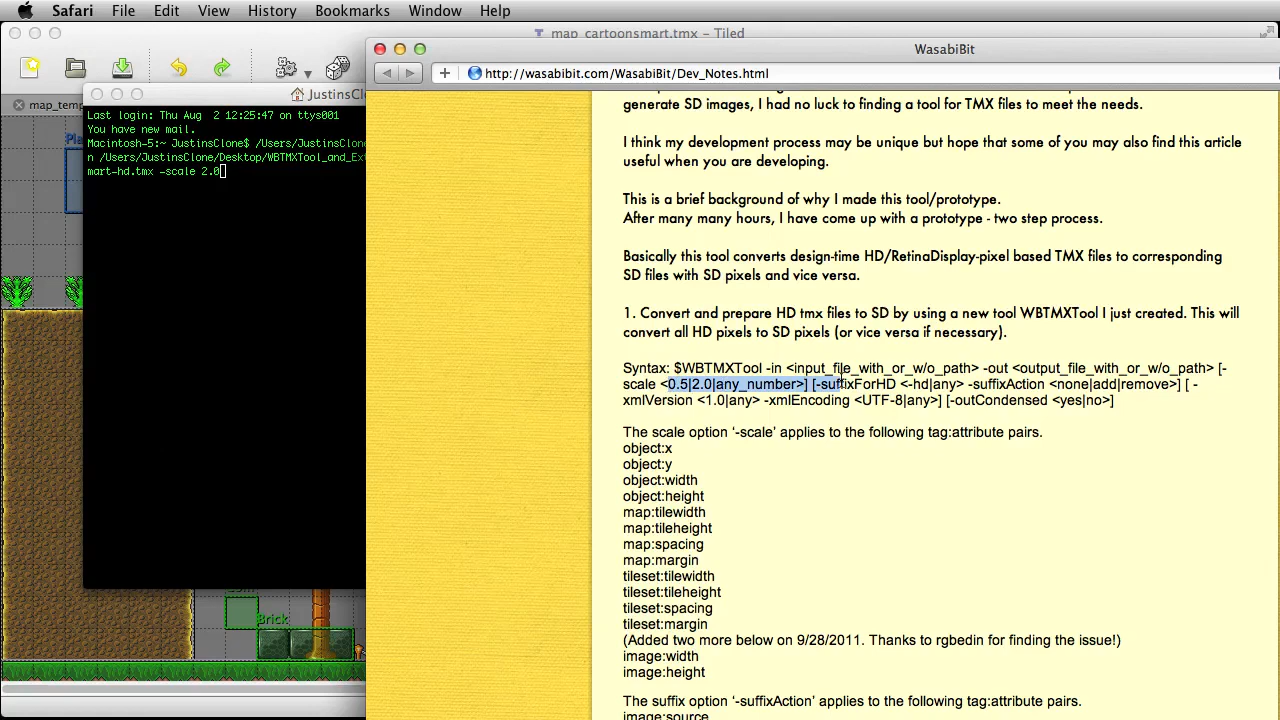 Safari File Edit View History Bookmarks Window Help
map_cartoonsmart.tmx – Tiled
WasabiBit
http://wasabibit.com/WasabiBit/Dev_Notes.html
map_temp
JustinsClo
Last login: Thu Aug 2 12:25:47 on ttys001
You have new mail.
Macintosh-5:~ JustinsClone$ /Users/JustinsClone
n /Users/JustinsClone/Desktop/WBTMXTool_and_Ex
mart-hd.tmx -scale 2.0
Pla
Brick
generate SD images, I had no luck to finding a tool for TMX files to meet the needs.
I think my development process may be unique but hope that some of you may also find this article
useful when you are developing.
This is a brief background of why I made this tool/prototype.
After many many hours, I have come up with a prototype - two step process.
Basically this tool converts design-time HD/RetinaDisplay-pixel based TMX files to corresponding
SD files with SD pixels and vice versa.
1. Convert and prepare HD tmx files to SD by using a new tool WBTMXTool I just created. This will
convert all HD pixels to SD pixels (or vice versa if necessary).
Syntax: $WBTMXTool -in <input_file_with_or_w/o_path> -out <output_file_with_or_w/o_path> [-
scale <0.5|2.0|any_number>] [-suffixForHD <-hd|any> -suffixAction <none|add|remove>] [ -
xmlVersion <1.0|any> -xmlEncoding <UTF-8|any>] [-outCondensed <yes|no>]
The scale option ‘-scale’ applies to the following tag:attribute pairs.
object:x
object:y
object:width
object:height
map:tilewidth
map:tileheight
map:spacing
map:margin
tileset:tilewidth
tileset:tileheight
tileset:spacing
tileset:margin
(Added two more below on 9/28/2011. Thanks to rgbedin for finding the issue!)
image:width
image:height
The suffix option ‘-suffixAction’ applies to the following tag:attribute pairs.
image:source